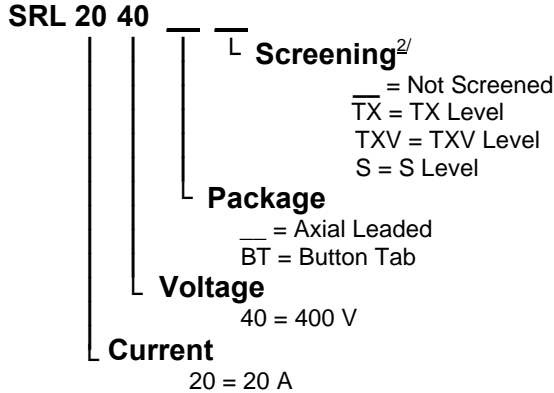 SRL 20 40 __ __
Screening2/
__ = Not Screened
TX = TX Level
TXV = TXV Level
S = S Level
Package
__ = Axial Leaded
BT = Button Tab
Voltage
40 = 400 V
Current
20 = 20 A